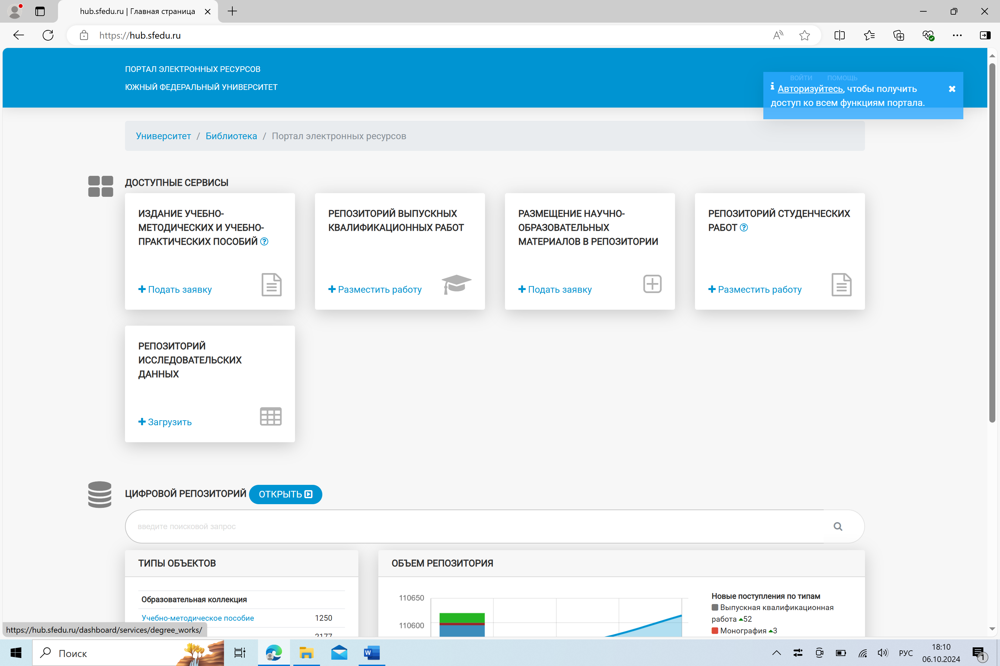 hub.sfedu.ru | Главная страница
https://hub.sfedu.ru
ПОРТАЛ ЭЛЕКТРОННЫХ РЕСУРСОВ
ЮЖНЫЙ ФЕДЕРАЛЬНЫЙ УНИВЕРСИТЕТ
ВОЙТИ ПОМОЩЬ
Авторизуйтесь, чтобы получить
доступ ко всем функциям портала.
Университет / Библиотека / Портал электронных ресурсов
ДОСТУПНЫЕ СЕРВИСЫ
ИЗДАНИЕ УЧЕБНО-
МЕТОДИЧЕСКИХ И УЧЕБНО-
ПРАКТИЧЕСКИХ ПОСОБИЙ
Подать заявку
РЕПОЗИТОРИЙ ВЫПУСКНЫХ
КВАЛИФИКАЦИОННЫХ РАБОТ
Разместить работу
РАЗМЕЩЕНИЕ НАУЧНО-
ОБРАЗОВАТЕЛЬНЫХ
МАТЕРИАЛОВ В РЕПОЗИТОРИИ
Подать заявку
РЕПОЗИТОРИЙ СТУДЕНЧЕСКИХ
РАБОТ
Разместить работу
РЕПОЗИТОРИЙ
ИССЛЕДОВАТЕЛЬСКИХ
ДАННЫХ
Загрузить
ЦИФРОВОЙ РЕПОЗИТОРИЙ ОТКРЫТЬ
введите поисковой запрос
ТИПЫ ОБЪЕКТОВ
Образовательная коллекция
Учебно-методическое пособие 1250
2177
ОБЪЕМ РЕПОЗИТОРИЯ
110650
110600
Новые поступления по типам
Выпускная квалификационная
работа 52
Монография 3
https://hub.sfedu.ru/dashboard/services/degree_works/
Поиск
РУС
18:10
06.10.2024
1